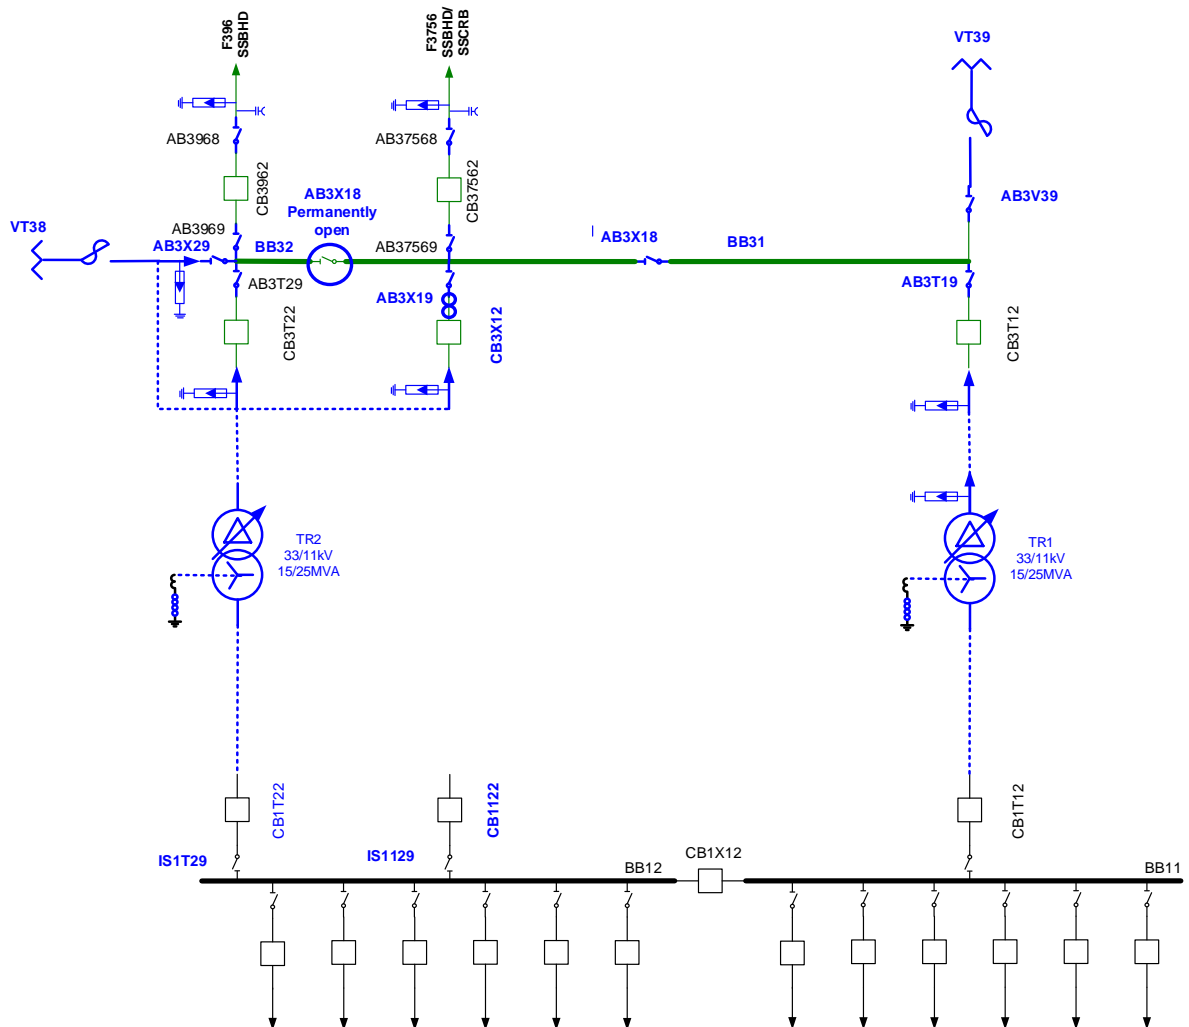 F396
SSBHD
F3756
SSBHD/
SSCRB
VT39
AB3968
AB37568
CB3962
CB37562
AB3X18
Permanently
open
AB3V39
VT38
AB3969
AB3X29
BB32
AB37569
AB3X18
BB31
AB3T29
AB3X19
AB3T19
CB3T22
CB3X12
CB3T12
TR2
33/11kV
15/25MVA
TR1
33/11kV
15/25MVA
CB1T22
CB1122
CB1T12
IS1T29
IS1129
CB1X12
BB12
BB11